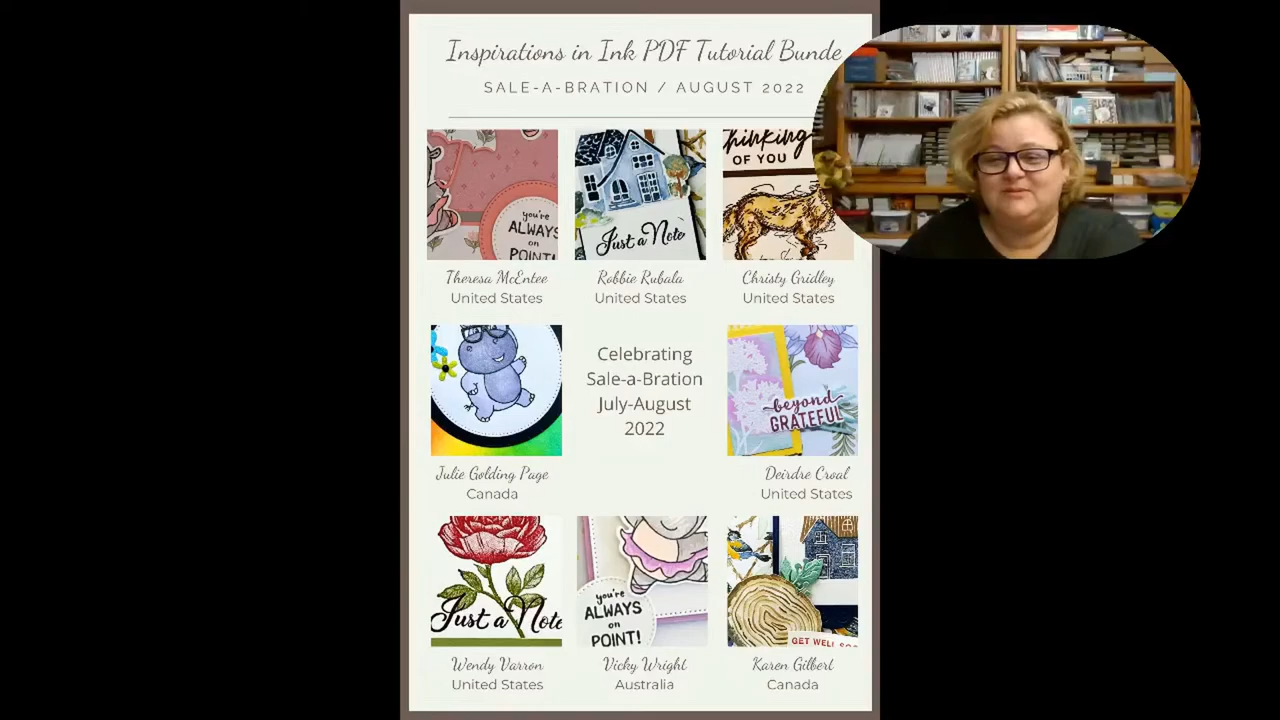 Inspirations in Ink PDF Tutorial Bunde
SALE-A-BRATION / AUGUST 2022
you're
ALWAYS
on
POINT!
Just a Note
Thinking
OF YOU
Theresa McEntee
United States
Robbie Rubala
United States
Christy Gridley
United States
Celebrating
Sale-a-Bration
July-August
2022
beyond
GRATEFUL
Julie Golding Page
Canada
Deirdre Croal
United States
Just a Note
you're
ALWAYS
on
POINT!
GET WELL SOO
Wendy Varron
United States
Vicky Wright
Australia
Karen Gilbert
Canada